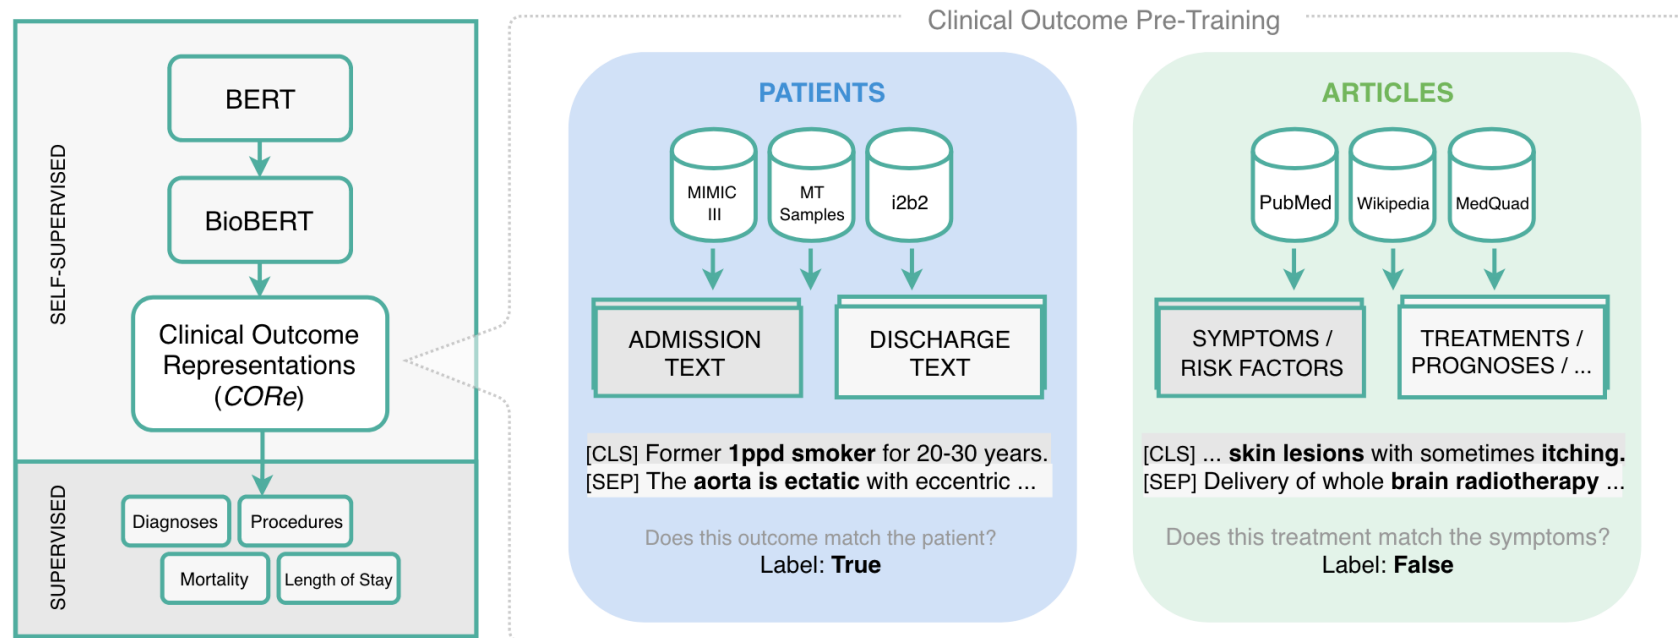 Clinical Outcome Pre-Training
SELF-SUPERVISED
BERT
BioBERT
Clinical Outcome
Representations
(CORe)
SUPERVISED
Diagnoses
Procedures
Mortality
Length of Stay
PATIENTS
MIMIC
III
MT
Samples
i2b2
ADMISSION
TEXT
DISCHARGE
TEXT
[CLS] Former 1ppd smoker for 20-30 years.
[SEP] The aorta is ectatic with eccentric ...
Does this outcome match the patient?
Label: True
ARTICLES
PubMed
Wikipedia
MedQuad
SYMPTOMS /
RISK FACTORS
TREATMENTS /
PROGNOSES / ...
[CLS] ... skin lesions with sometimes itching.
[SEP] Delivery of whole brain radiotherapy ...
Does this treatment match the symptoms?
Label: False